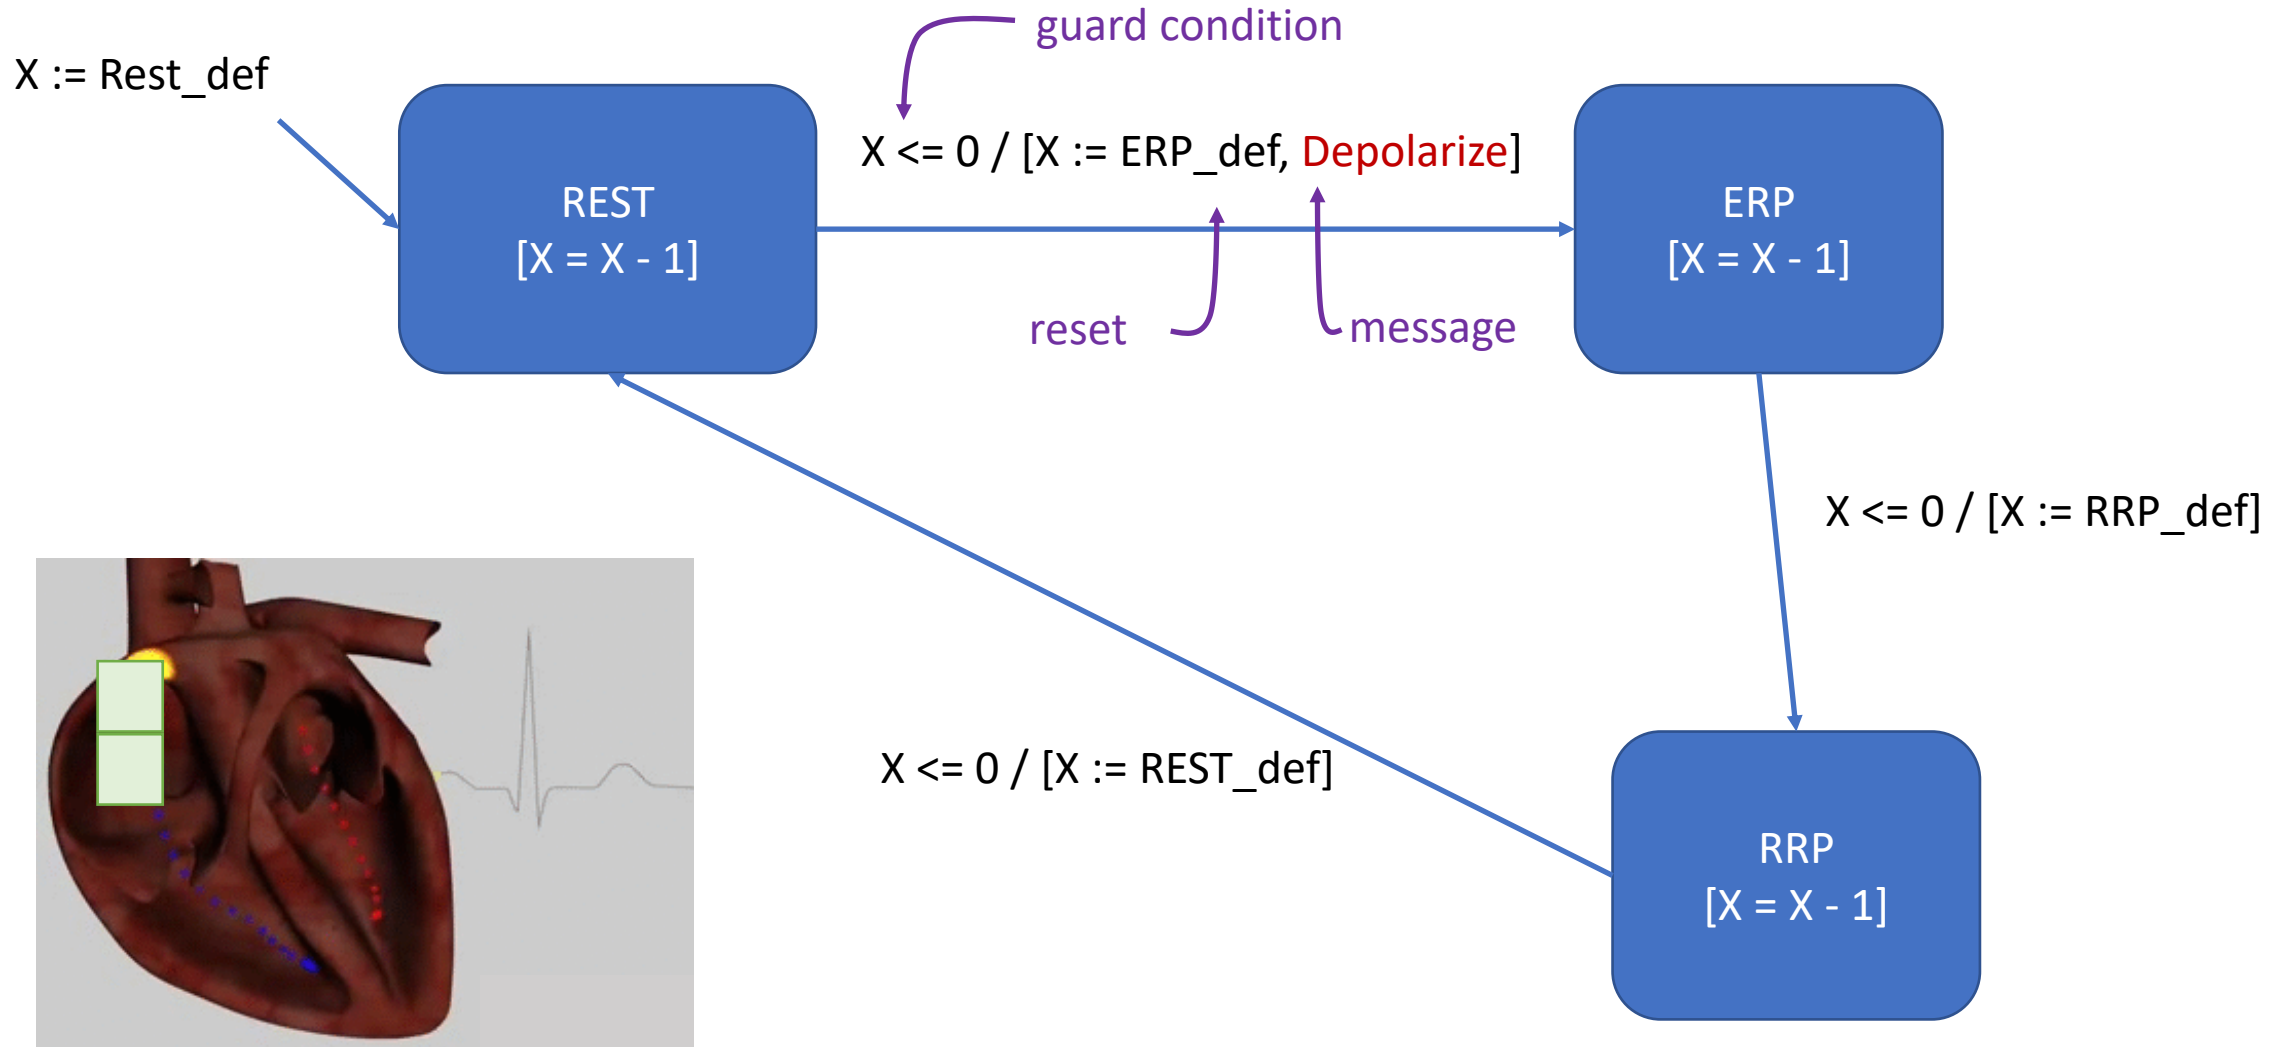 guard condition
X := Rest_def
X <= 0 / [X := ERP_def, Depolarize]
REST
[X = X - 1]
ERP
[X = X - 1]
reset
message
X <= 0 / [X := RRP_def]
X <= 0 / [X := REST_def]
RRP
[X = X - 1]